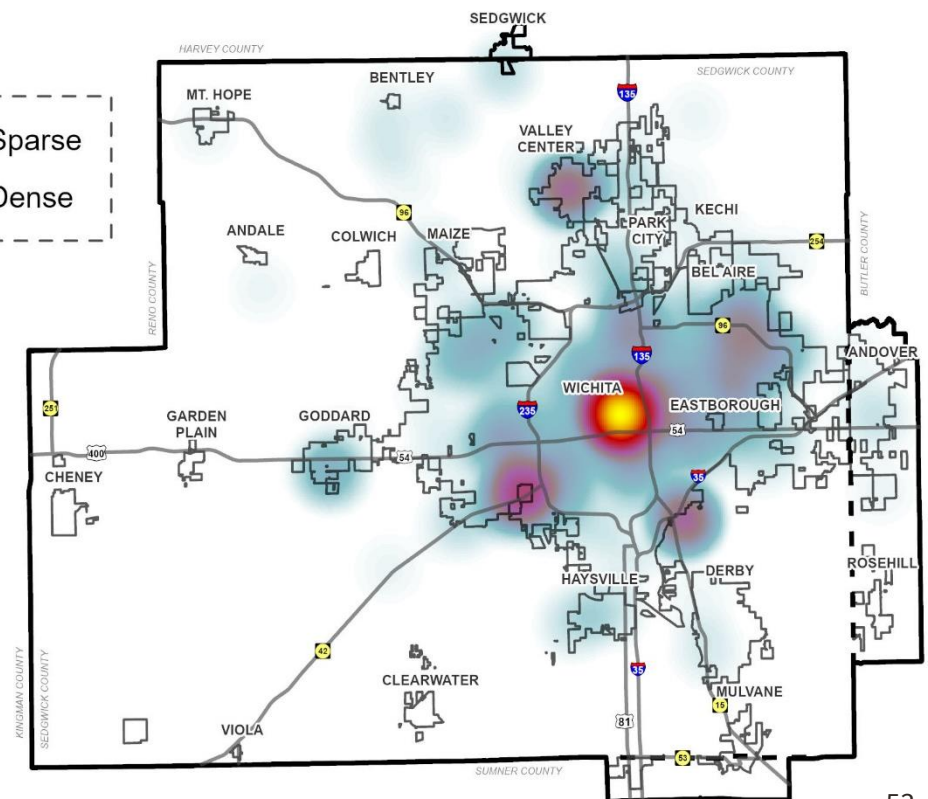 SEDGWICK
HARVEY COUNTY
SEDGWICK COUNTY
BENTLEY
MT. HOPE
135
Sparse
Dense
VALLEY
CENTER
96
KECHI
PARK
CITY
ANDALE
COLWICH
MAIZE
254
BEL AIRE
RENO COUNTY
BUTLER COUNTY
96
135
ANDOVER
WICHITA
251
235
EASTBOROUGH
GARDEN
PLAIN
GODDARD
54
400
54
CHENEY
35
ROSEHILL
HAYSVILLE
DERBY
42
35
KINGMAN COUNTY
SEDGWICK COUNTY
CLEARWATER
MULVANE
15
81
VIOLA
53
SUMNER COUNTY
53